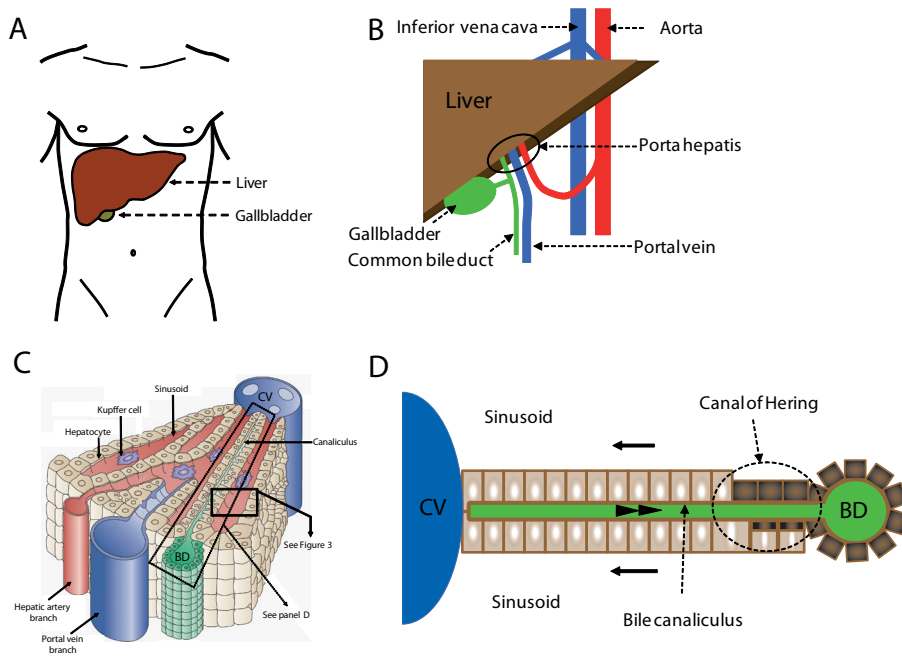 A
Liver
Gallbladder
B
Inferior vena cava
Aorta
Liver
Porta hepatis
Gallbladder
Common bile duct
Portal vein
C
Sinusoid
Kupffer cell
Hepatocyte
CV
Canaliculus
BD
See Figure 3
See panel D
Hepatic artery
branch
Portal vein
branch
D
Sinusoid
Canal of Hering
CV
BD
Sinusoid
Bile canaliculus